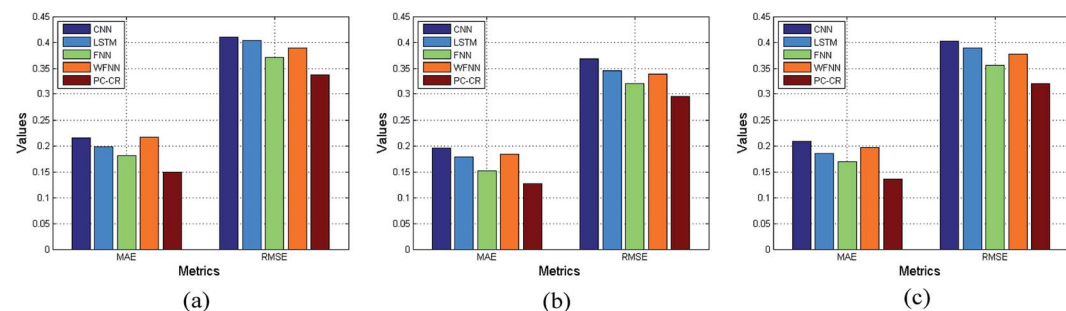 0.45
0.4
0.35
0.3
0.25
0.2
0.15
0.1
0.05
0
Values
CNN
LSTM
FNN
WFNN
PC-CR
MAE RMSE
Metrics
(a)
0.45
0.4
0.35
0.3
0.25
0.2
0.15
0.1
0.05
0
Values
CNN
LSTM
FNN
WFNN
PC-CR
MAE RMSE
Metrics
(b)
0.45
0.4
0.35
0.3
0.25
0.2
0.15
0.1
0.05
0
Values
CNN
LSTM
FNN
WFNN
PC-CR
MAE RMSE
Metrics
(c)